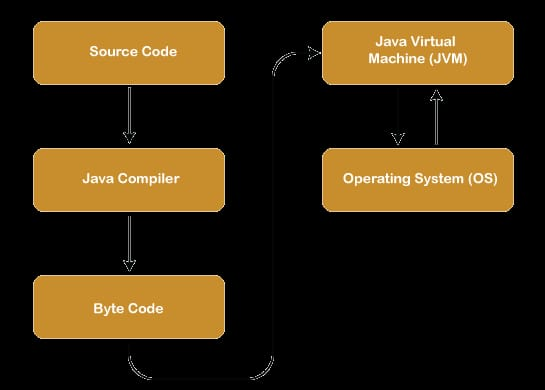 Source Code
Java Compiler
Byte Code
Java Virtual
Machine (JVM)
Operating System (OS)